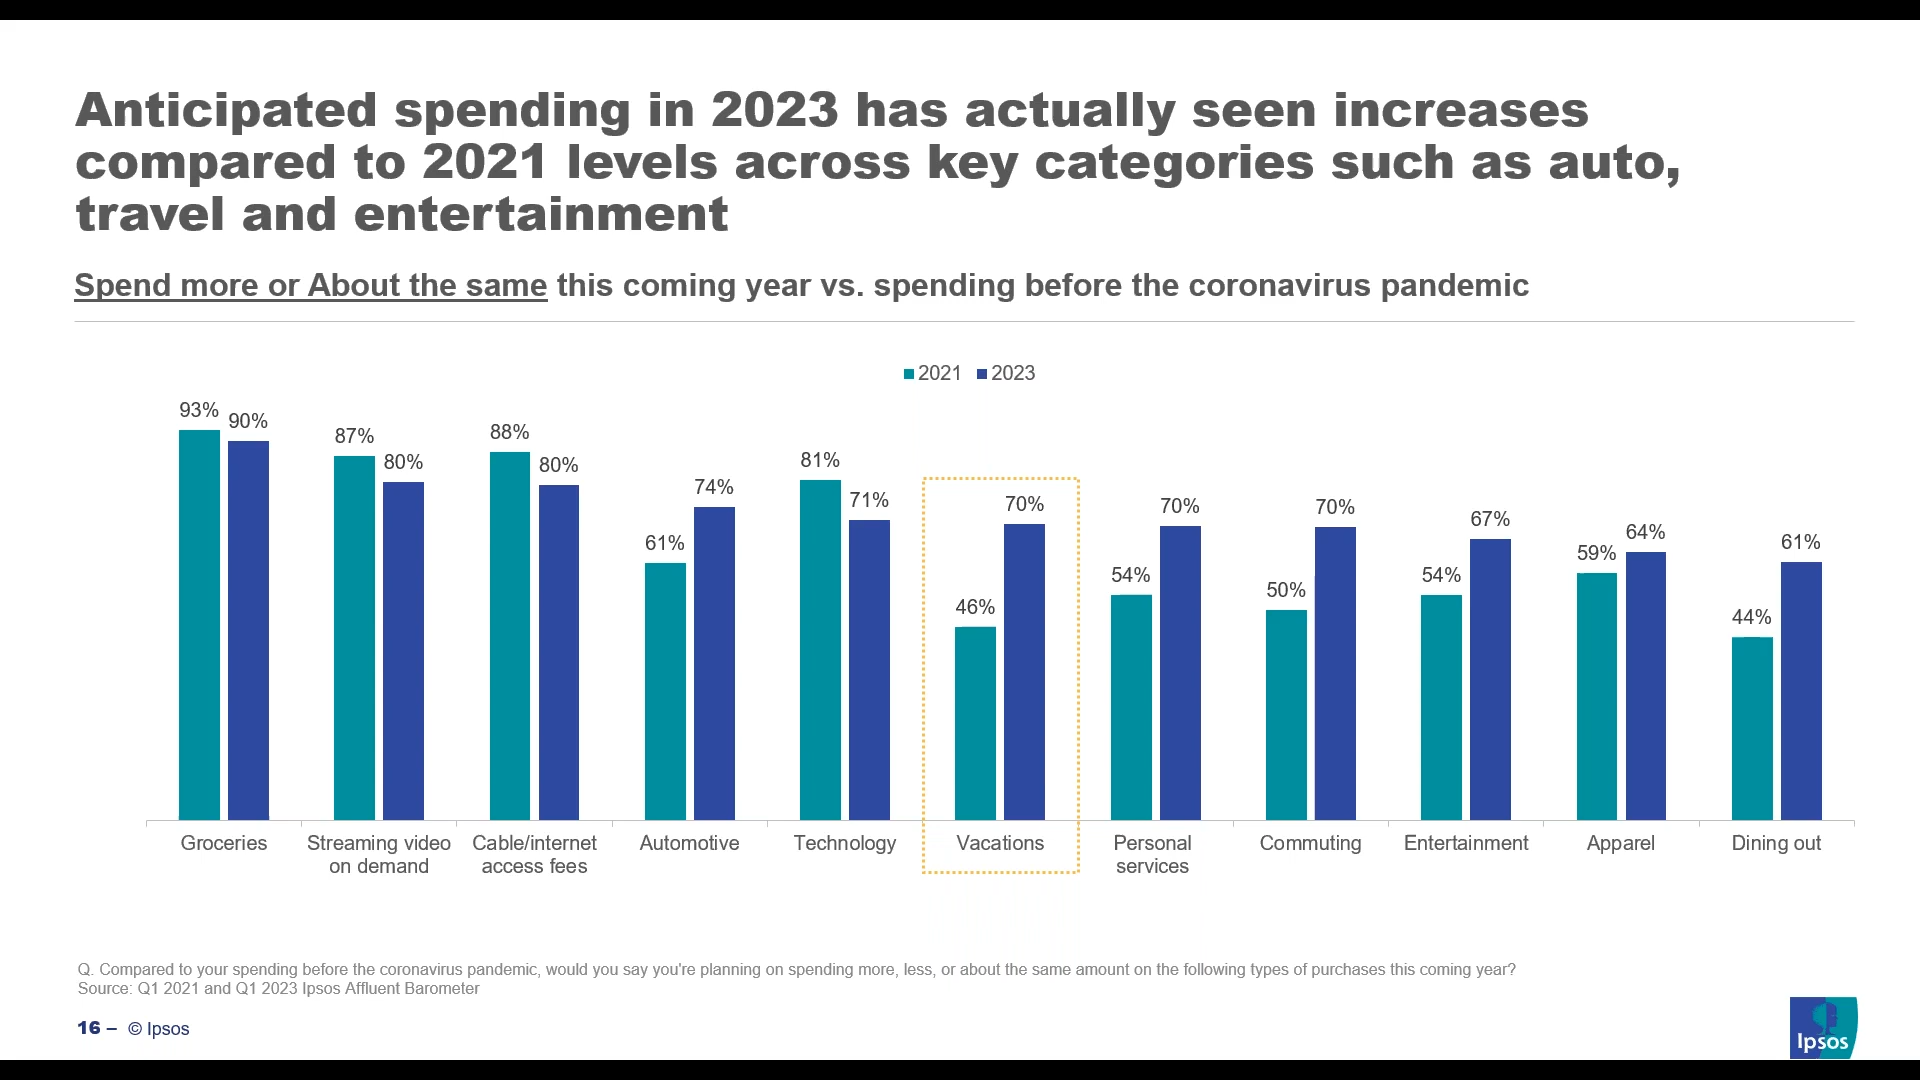 Anticipated spending in 2023 has actually seen increases
compared to 2021 levels across key categories such as auto,
travel and entertainment
Spend more or About the same this coming year vs. spending before the coronavirus pandemic
2021 2023
93% 90% 87% 80% 88% 80% 61% 74% 81% 71% 46% 70% 54% 70% 50% 70% 54% 67% 59% 64% 44% 61%
Groceries
Streaming video
on demand
Cable/internet
access fees
Automotive
Technology
Vacations
Personal
services
Commuting
Entertainment
Apparel
Dining out
Q. Compared to your spending before the coronavirus pandemic, would you say you're planning on spending more, less, or about the same amount on the following types of purchases this coming year?
Source: Q1 2021 and Q1 2023 Ipsos Affluent Barometer
16 – © Ipsos
Ipsos